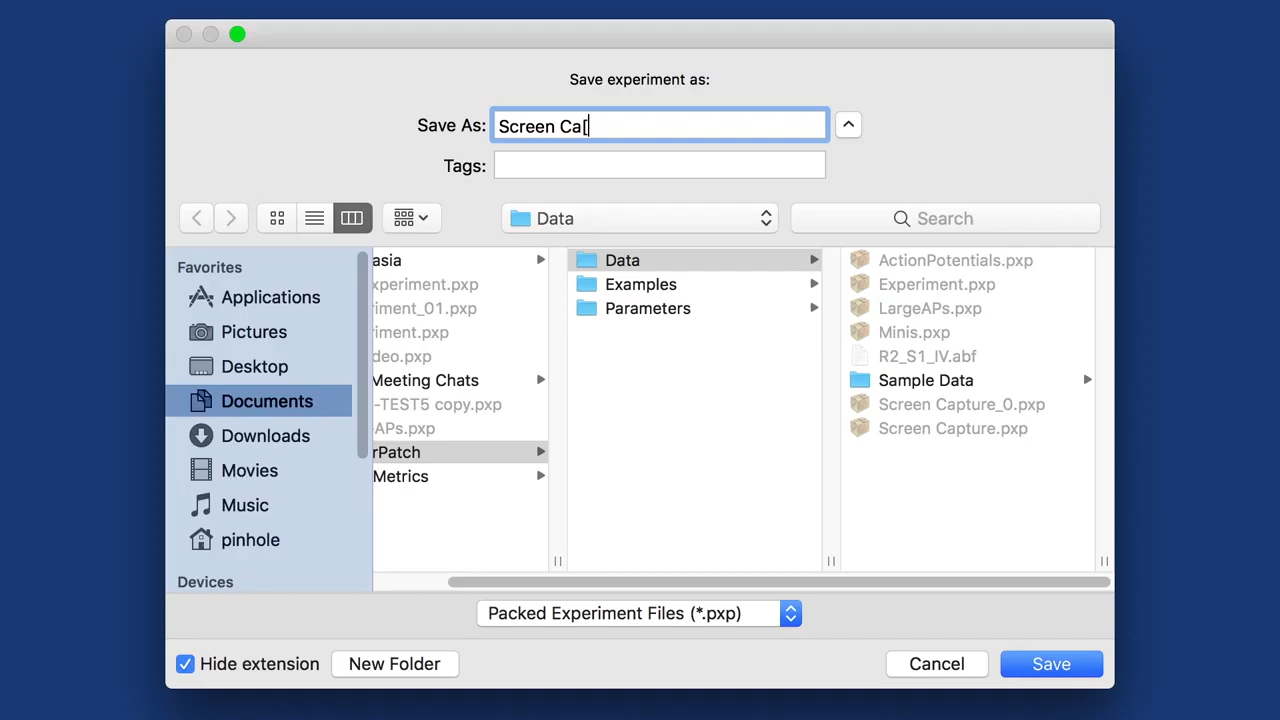 Save experiment as:
Save As: Screen Ca[
Tags:
Data
Search
Favorites
Applications
Pictures
Desktop
Documents
Downloads
Movies
Music
pinhole
Devices
asia
xperiment.pxp
iment_01.pxp
iment.pxp
deo.pxp
Meeting Chats
-TEST5 copy.pxp
APs.pxp
rPatch
Metrics
Data
Examples
Parameters
ActionPotentials.pxp
Experiment.pxp
LargeAPs.pxp
Minis.pxp
R2_S1_IV.abf
Sample Data
Screen Capture_0.pxp
Screen Capture.pxp
Packed Experiment Files (*.pxp)
Hide extension
New Folder
Cancel
Save